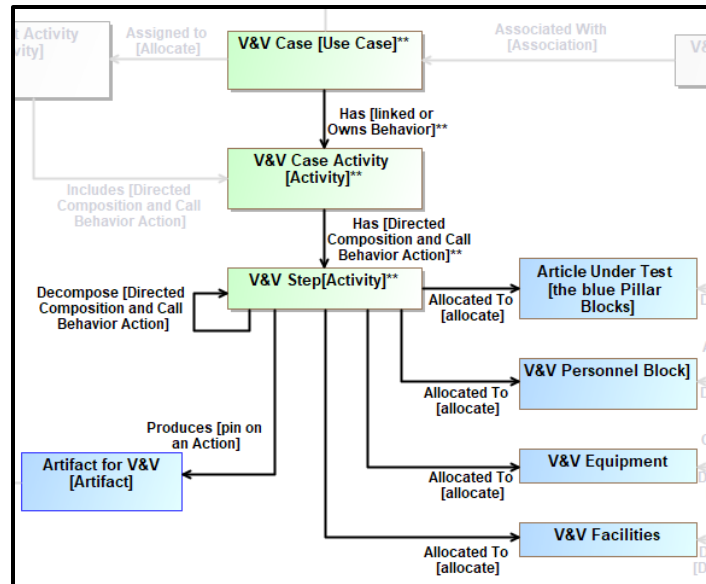 t Activity
vity]
Assigned to
[Allocate]
V&V Case [Use Case]**
Associated With
[Association]
V
Has [linked or
Owns Behavior]**
V&V Case Activity
[Activity]**
Includes [Directed
Composition and Call
Behavior Action]
Has [Directed
Composition and Call
Behavior Action]**
V&V Step[Activity]**
Decompose [Directed
Composition and Call
Behavior Action]
Allocated To
[allocate]
Article Under Test
[the blue Pillar
Blocks]
Allocated To
[allocate]
V&V Personnel Block]
Produces [pin on
an Action]
Artifact for V&V
[Artifact]
Allocated To
[allocate]
V&V Equipment
Allocated To
[allocate]
V&V Facilities